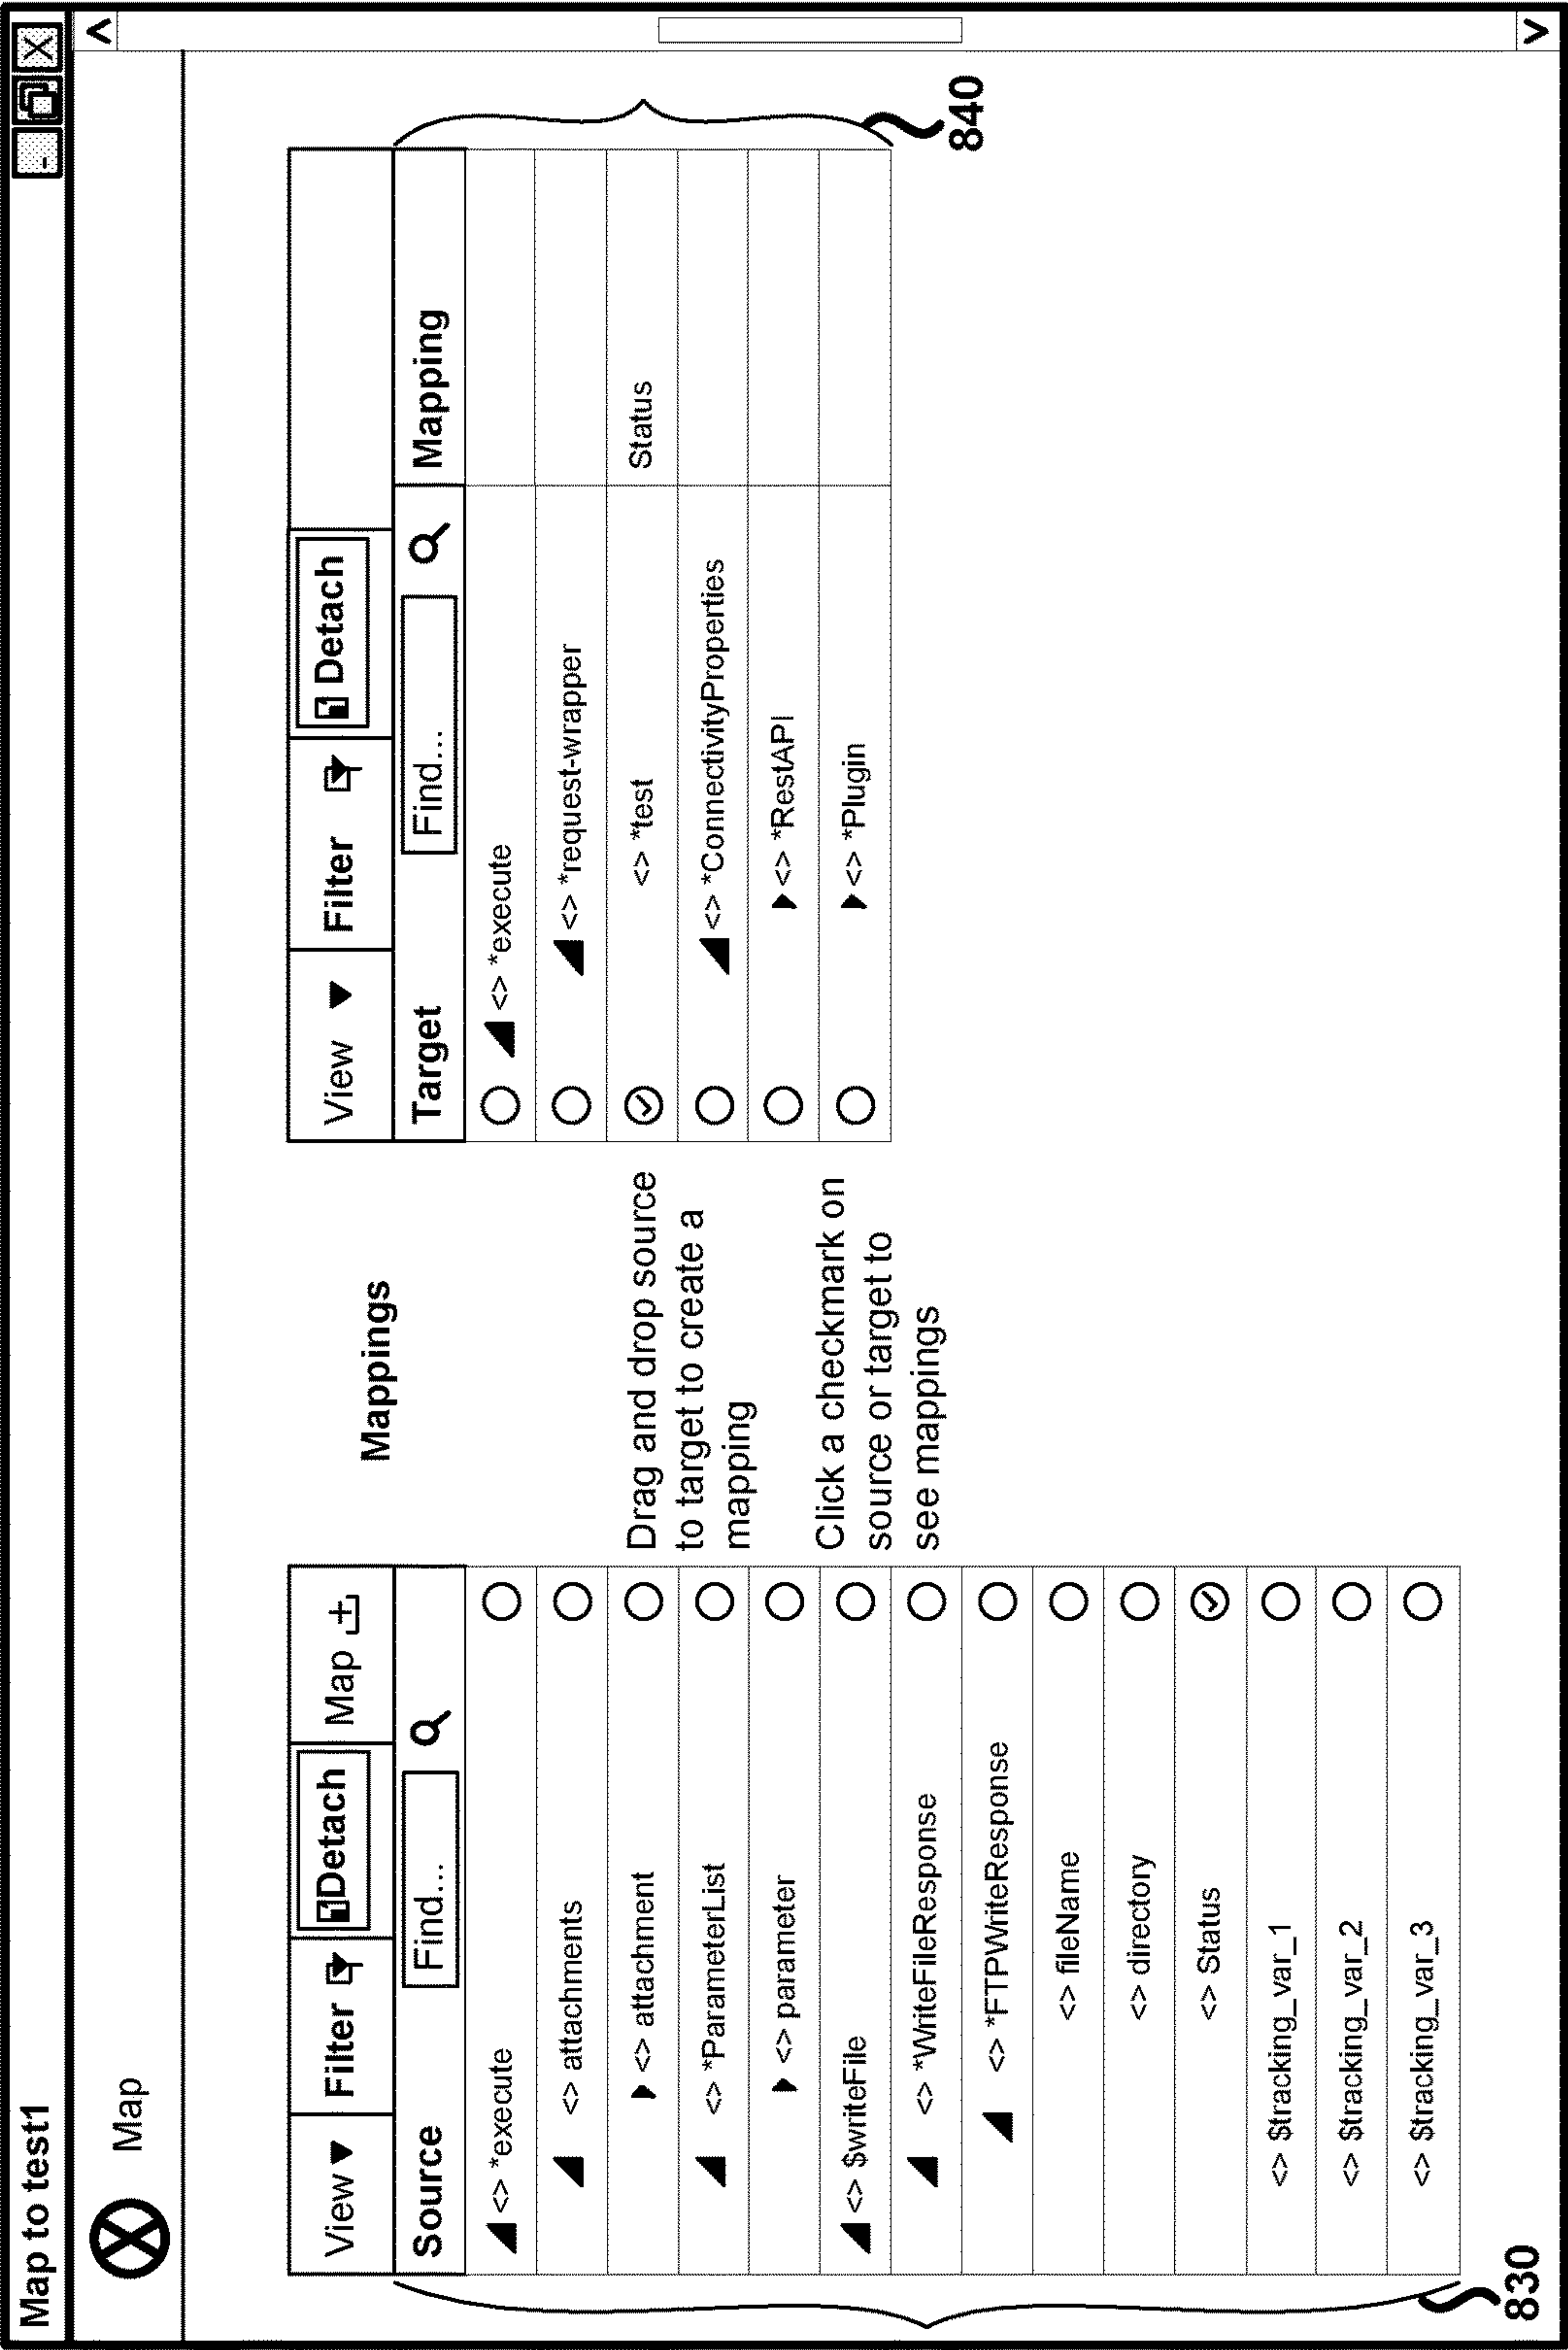 Map to test1
Map
Mappings
View Filter Detach Map
Source Find...
<> *execute
<> attachments
<> attachment
<> *ParameterList
<> parameter
<> $writeFile
<> *WriteFileResponse
<> *FTPWriteResponse
<> fileName
<> directory
<> Status
<> $tracking_var_1
<> $tracking_var_2
<> $tracking_var_3
830
Drag and drop source
to target to create a
mapping
Click a checkmark on
source or target to
see mappings
View Filter Detach
Target Find... Mapping
<> *execute
<> *request-wrapper
<> *test Status
<> *ConnectivityProperties
<> *RestAPI
<> *Plugin
840